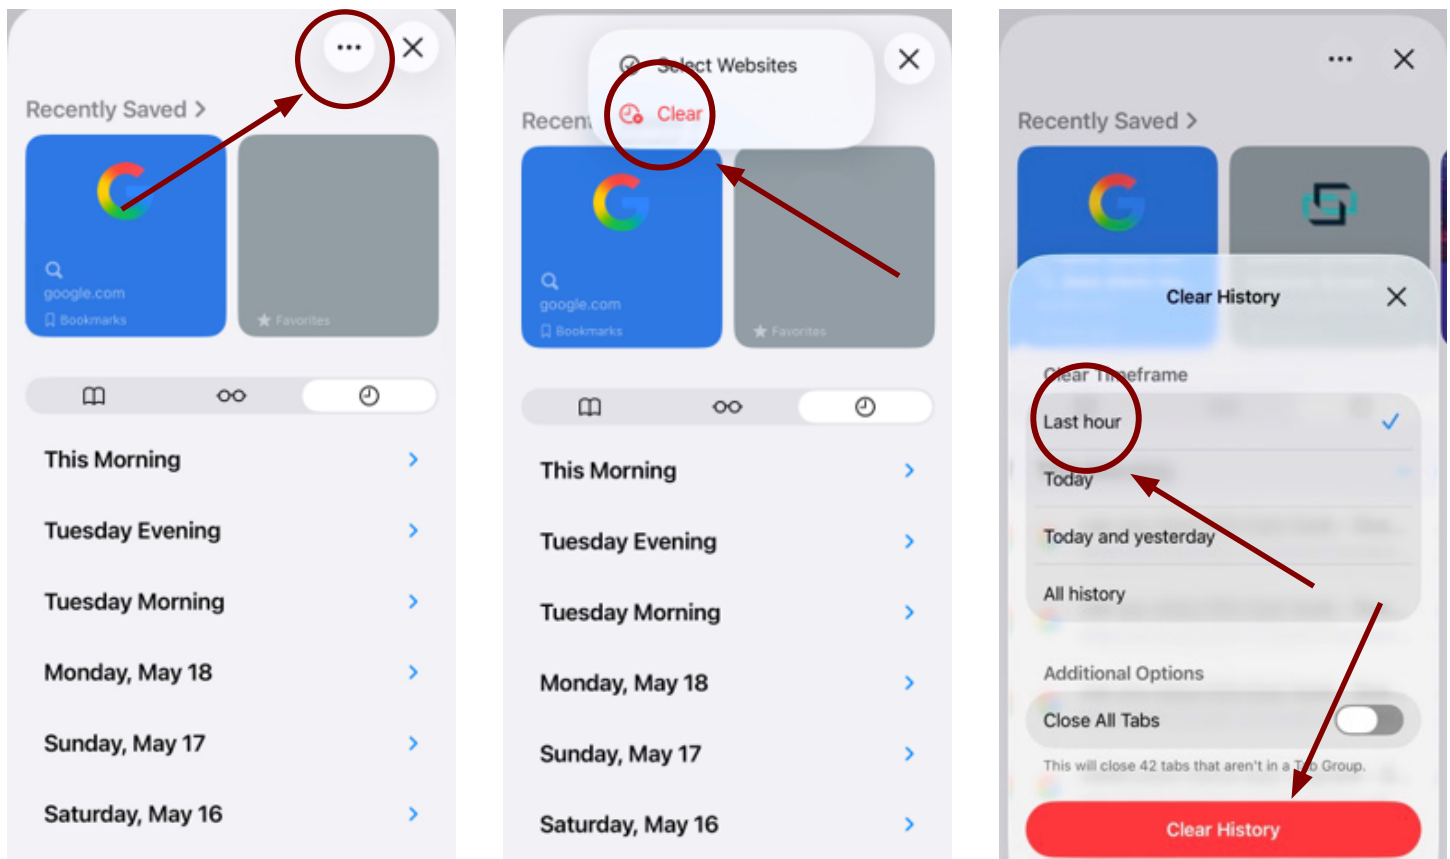 Recently Saved >
google.com
Bookmarks
Favorites
This Morning
Tuesday Evening
Tuesday Morning
Monday, May 18
Sunday, May 17
Saturday, May 16
Select Websites
Clear
Recen
google.com
Bookmarks
Favorites
This Morning
Tuesday Evening
Tuesday Morning
Monday, May 18
Sunday, May 17
Saturday, May 16
Recently Saved >
Clear History
Clear Timeframe
Last hour
Today
Today and yesterday
All history
Additional Options
Close All Tabs
This will close 42 tabs that aren't in a Tab Group.
Clear History